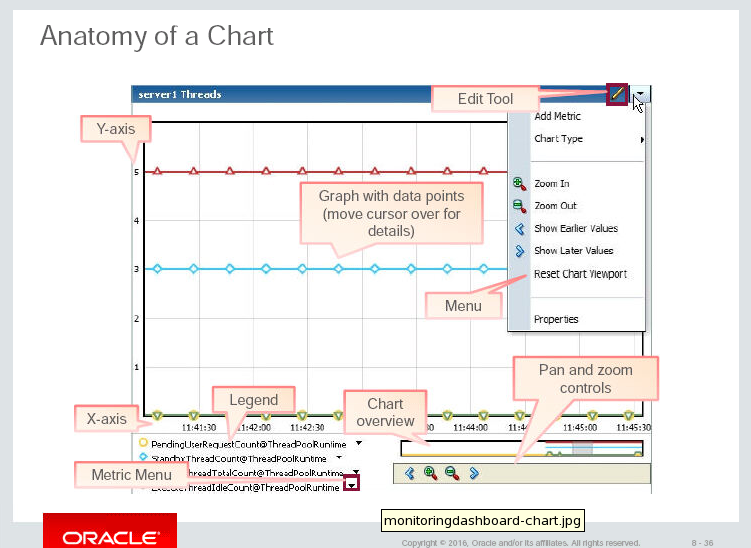 Anatomy of a Chart
server1 Threads
Edit Tool
Add Metric
Chart Type
Zoom In
Zoom Out
Show Earlier Values
Show Later Values
Reset Chart Viewport
Properties
Y-axis
5
4
3
2
1
Graph with data points
(move cursor over for
details)
Menu
Pan and zoom
controls
X-axis
Legend
Chart
overview
11:41:30
11:42:00
11:42:30
11:44:00
11:44:30
11:45:00
11:45:30
PendingUserRequestCount@ThreadPoolRuntime
StandbyThreadCount@ThreadPoolRuntime
Metric Menu
ThreadTotalCount@ThreadPoolRuntime
ExecuteThreadIdleCount@ThreadPoolRuntime
monitoringdashboard-chart.jpg
ORACLE
Copyright © 2016, Oracle and/or its affiliates. All rights reserved.
8 - 36